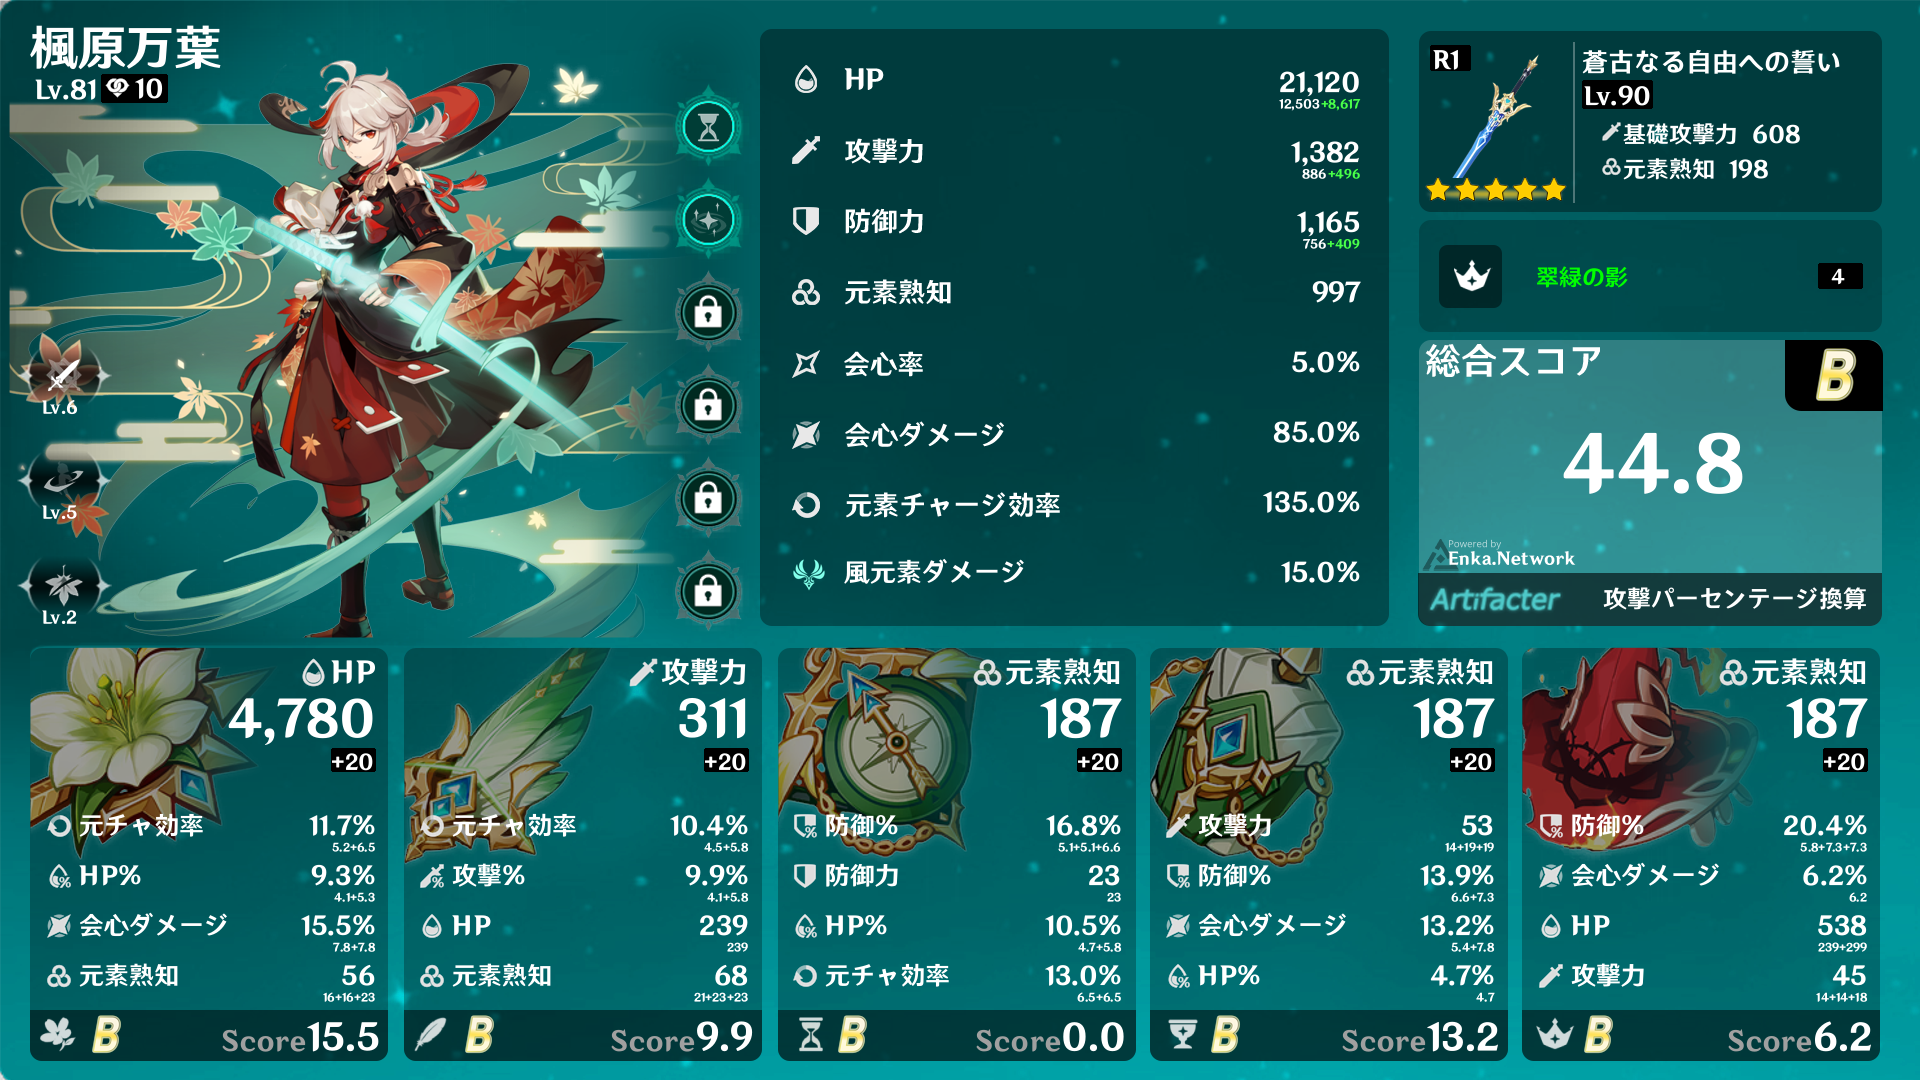 楓原万葉
Lv.81 10
Lv.6
Lv.5
Lv.2
HP 21,120
12,503+8,617
攻撃力 1,382
886+496
防御力 1,165
756+409
元素熟知 997
会心率 5.0%
会心ダメージ 85.0%
元素チャージ効率 135.0%
風元素ダメージ 15.0%
R1
蒼古なる自由への誓い
Lv.90
基礎攻撃力 608
元素熟知 198
翠緑の影 4
総合スコア B
44.8
Powered by
Enka.Network
Artifacter 攻撃パーセンテージ換算
HP
4,780
+20
元チャ効率 11.7%
5.2+6.5
HP% 9.3%
4.1+5.3
会心ダメージ 15.5%
7.8+7.8
元素熟知 56
16+16+23
B Score15.5
攻撃力
311
+20
元チャ効率 10.4%
4.5+5.8
攻撃% 9.9%
4.1+5.8
HP 239
239
元素熟知 68
21+23+23
B Score9.9
元素熟知
187
+20
防御% 16.8%
5.1+5.1+6.6
防御力 23
23
HP% 10.5%
4.7+5.8
元チャ効率 13.0%
6.5+6.5
B Score0.0
元素熟知
187
+20
攻撃力 53
14+19+19
防御% 13.9%
6.6+7.3
会心ダメージ 13.2%
5.4+7.8
HP% 4.7%
4.7
B Score13.2
元素熟知
187
+20
防御% 20.4%
5.8+7.3+7.3
会心ダメージ 6.2%
6.2
HP 538
239+299
攻撃力 45
14+14+18
B Score6.2